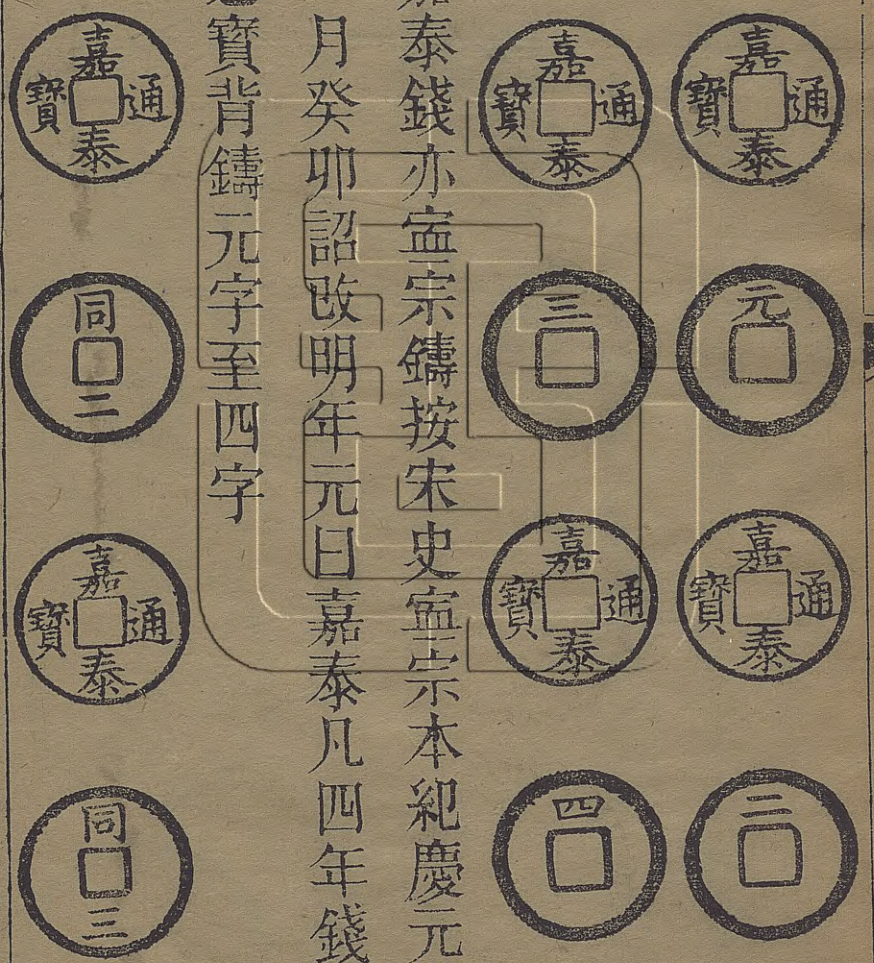 嘉泰通寶
元
嘉泰通寶
二
嘉泰通寶
三
嘉泰通寶
四
泰錢亦寍宗鑄按宋史寍宗本紀慶元
月癸卯詔改明年元曰嘉泰凡四年錢
寶背鑄元字至四字
嘉泰通寶
同二
嘉泰通寶
同三